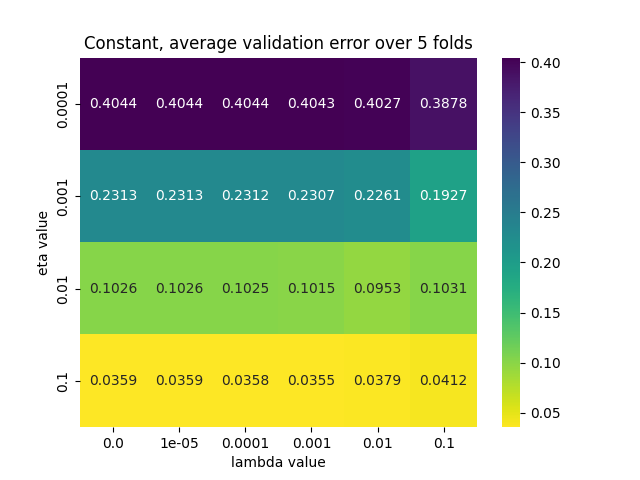 Constant, average validation error over 5 folds
eta value
0.0001 0.4044 0.4044 0.4044 0.4043 0.4027 0.3878
0.001 0.2313 0.2313 0.2312 0.2307 0.2261 0.1927
0.01 0.1026 0.1026 0.1025 0.1015 0.0953 0.1031
0.1 0.0359 0.0359 0.0358 0.0355 0.0379 0.0412
0.0 1e-05 0.0001 0.001 0.01 0.1
lambda value
0.40
0.35
0.30
0.25
0.20
0.15
0.10
0.05